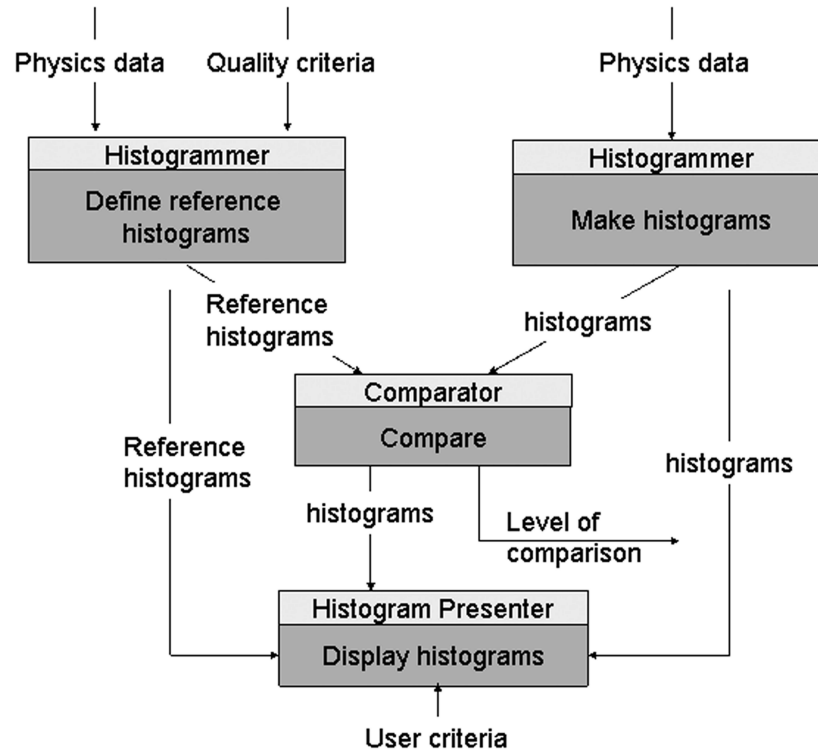 Physics data
Quality criteria
Physics data
Histogrammer
Define reference
histograms
Histogrammer
Make histograms
Reference
histograms
histograms
Comparator
Compare
Reference
histograms
histograms
histograms
Level of
comparison
Histogram Presenter
Display histograms
User criteria